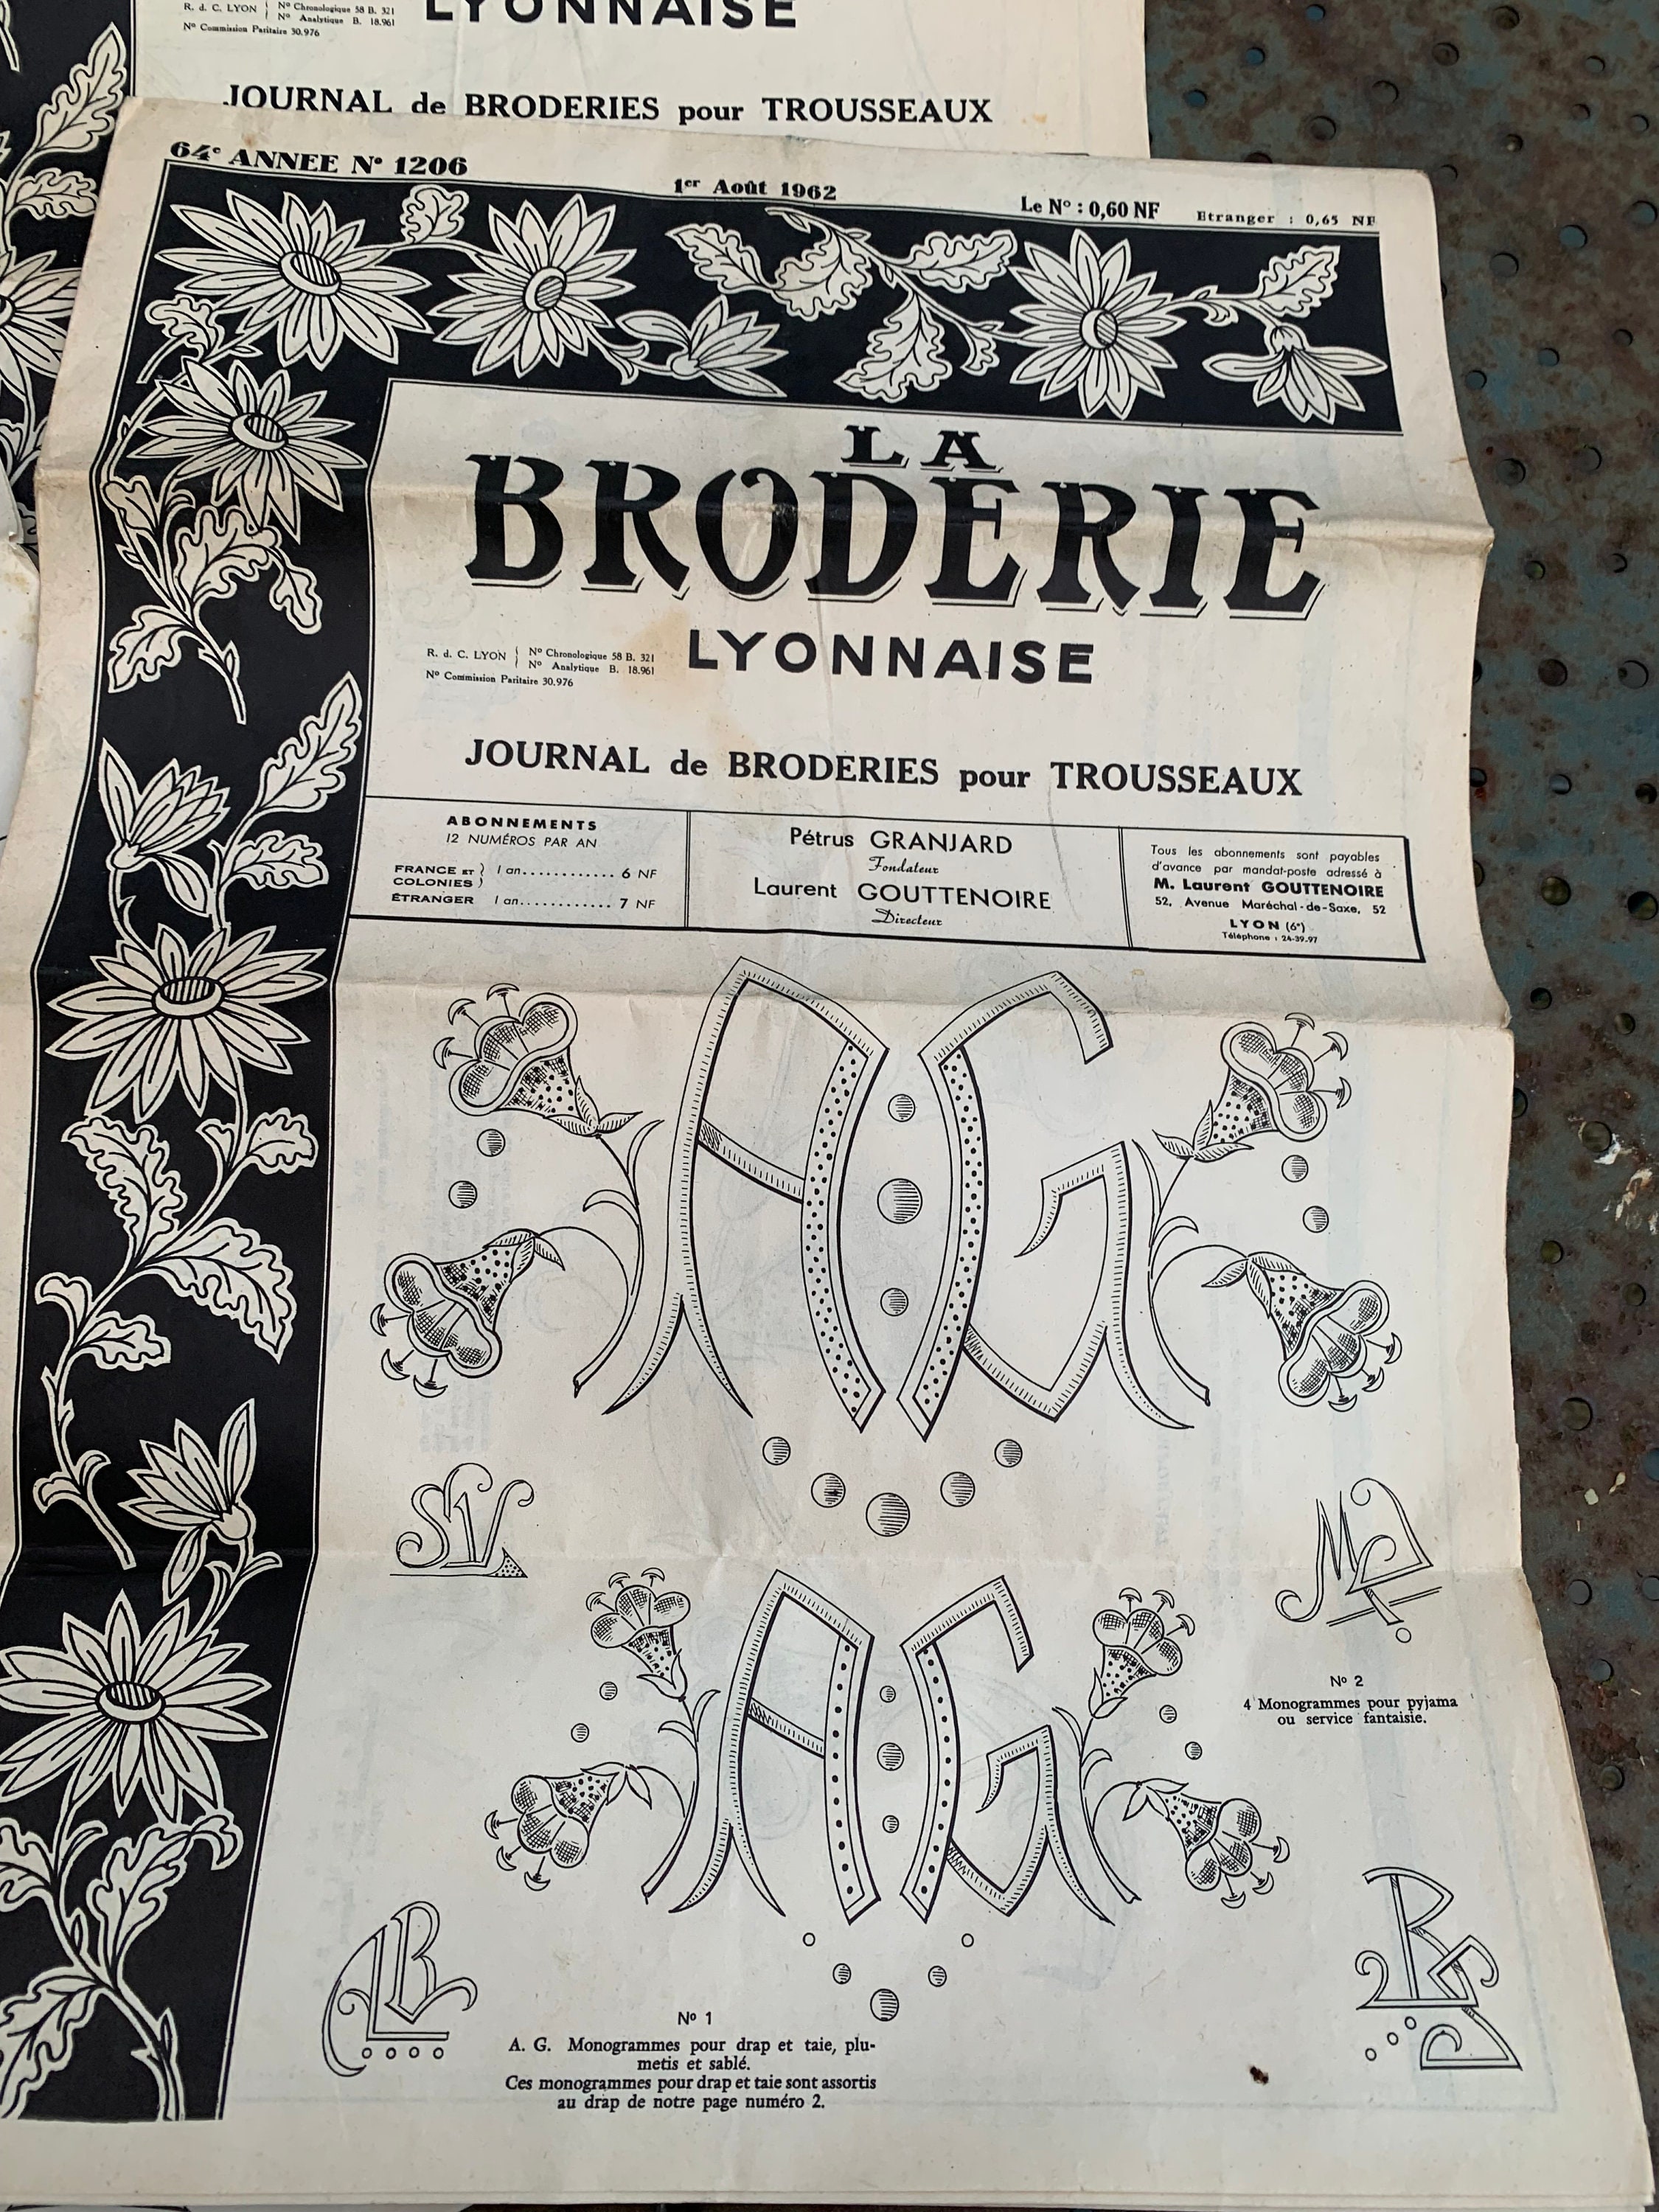 R. d. C. LYON Nº Chronologique 58 B. 321
Nº Analytique B. 18.961
Nº Commission Paritaire 30.976
LYONNAISE
JOURNAL de BRODERIES pour TROUSSEAUX
64e ANNEE Nº 1206
1er Août 1962
Le Nº : 0,60 NF Etranger : 0,65 NF
LA
BRODERIE
LYONNAISE
R. d. C. LYON Nº Chronologique 58 B. 321
Nº Analytique B. 18.961
Nº Commission Paritaire 30.976
JOURNAL de BRODERIES pour TROUSSEAUX
ABONNEMENTS
12 NUMÉROS PAR AN
FRANCE ET COLONIES } 1 an............ 6 NF
ÉTRANGER 1 an............ 7 NF
Pétrus GRANJARD
Fondateur
Laurent GOUTTENOIRE
Directeur
Tous les abonnements sont payables
d'avance par mandat-poste adressé à
M. Laurent GOUTTENOIRE
52, Avenue Maréchal-de-Saxe, 52
LYON (6e)
Téléphone : 24-39.97
AG
SV
AG
Nº 2
4 Monogrammes pour pyjama
ou service fantaisie.
Nº 1
A. G. Monogrammes pour drap et taie, plu-
metis et sablé.
Ces monogrammes pour drap et taie sont assortis
au drap de notre page numéro 2.